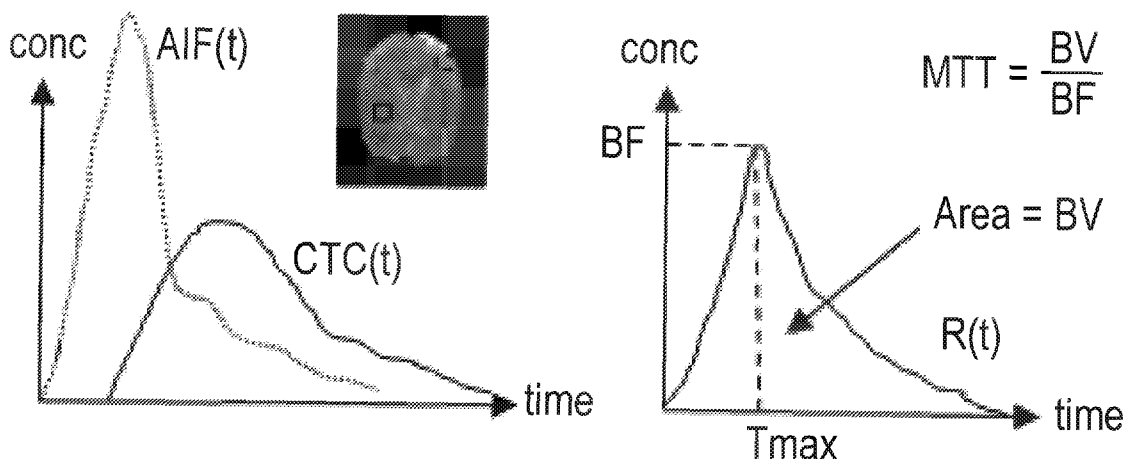 conc
AIF(t)
CTC(t)
time
conc
MTT = BV
BF
BF
Area = BV
R(t)
time
Tmax